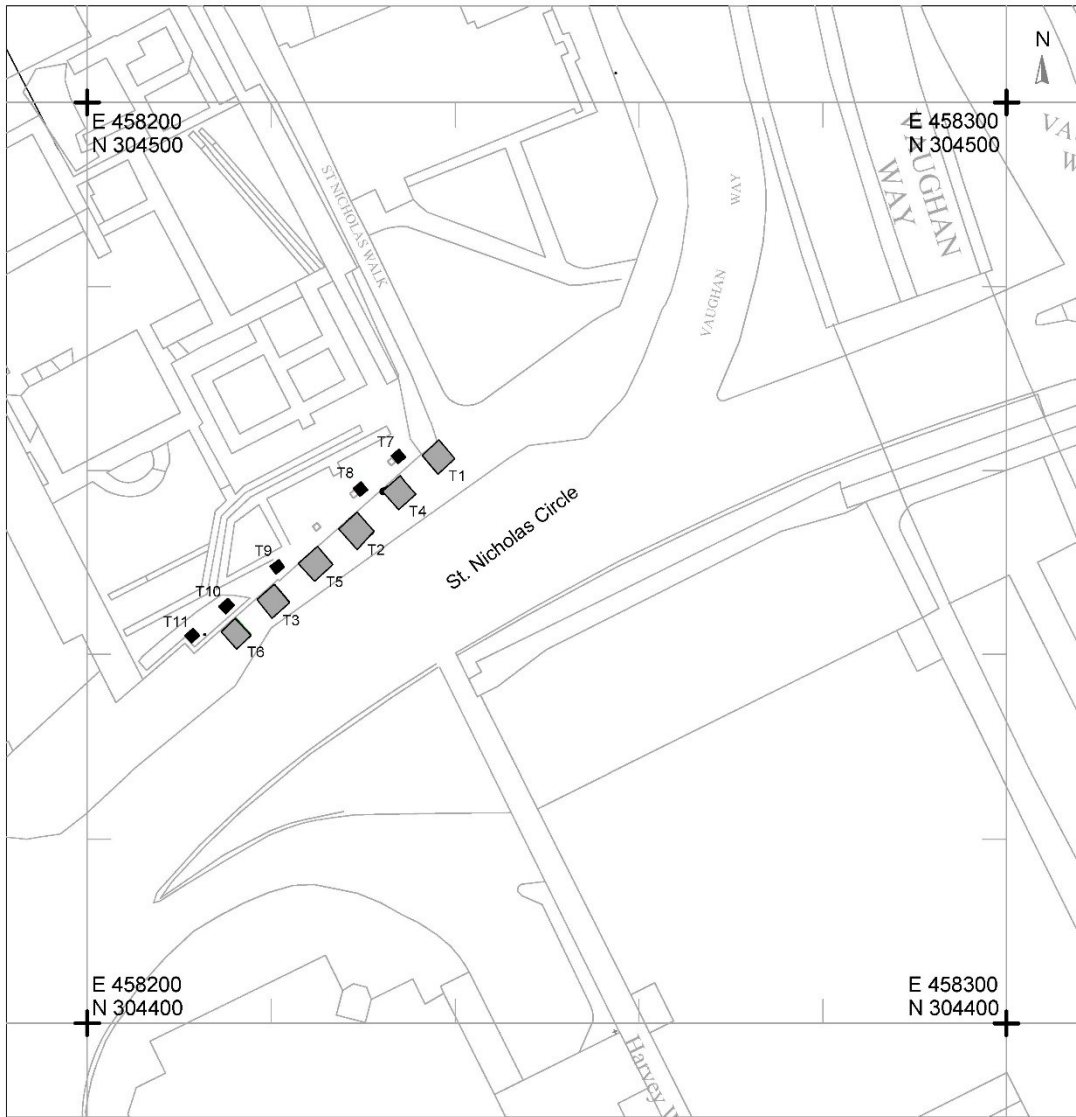 N
E 458200
N 304500
E 458300
N 304500
VAUGHAN
WAY
ST NICHOLAS WALK
WAY
VAUGHAN
T7
T1
T8
T4
T2
T9
T5
St. Nicholas Circle
T10
T3
T11
T6
E 458200
N 304400
E 458300
N 304400
Harvey